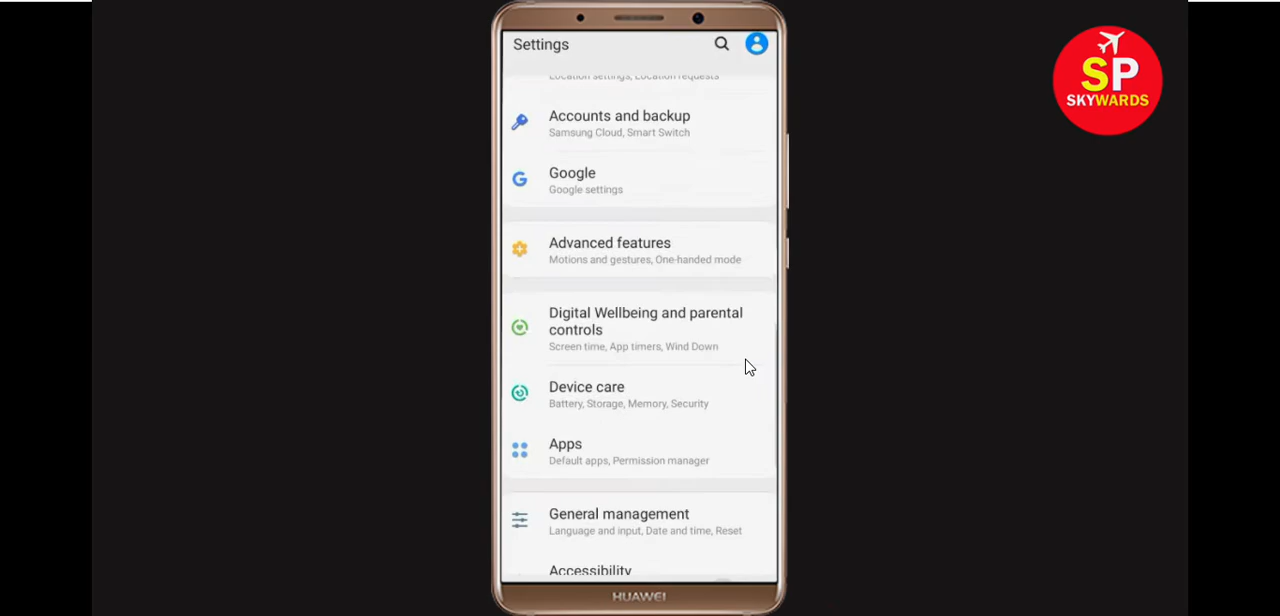 Settings
SP
SKYWARDS
Location settings, Location requests
Accounts and backup
Samsung Cloud, Smart Switch
Google
Google settings
Advanced features
Motions and gestures, One-handed mode
Digital Wellbeing and parental
controls
Screen time, App timers, Wind Down
Device care
Battery, Storage, Memory, Security
Apps
Default apps, Permission manager
General management
Language and input, Date and time, Reset
Accessibility
HUAWEI